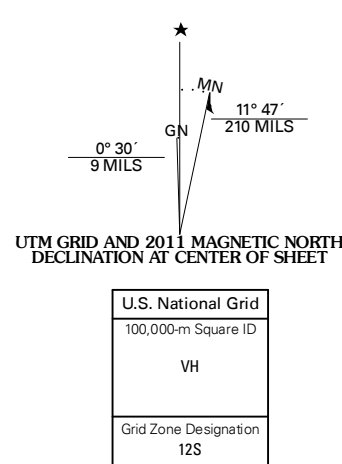 MN
11° 47´
210 MILS
GN
0° 30´
9 MILS
UTM GRID AND 2011 MAGNETIC NORTH
DECLINATION AT CENTER OF SHEET
U.S. National Grid
100,000-m Square ID
VH
Grid Zone Designation
12S